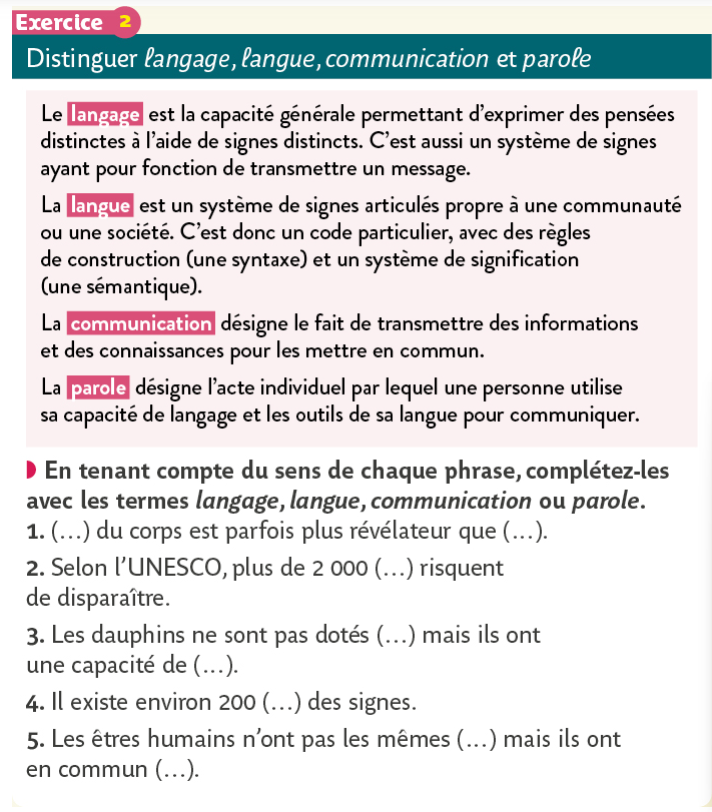 Exercice 2
Distinguer langage, langue, communication et parole
Le langage est la capacité générale permettant d'exprimer des pensées
distinctes à l'aide de signes distincts. C'est aussi un système de signes
ayant pour fonction de transmettre un message.
La langue est un système de signes articulés propre à une communauté
ou une société. C'est donc un code particulier, avec des règles
de construction (une syntaxe) et un système de signification
(une sémantique).
La communication désigne le fait de transmettre des informations
et des connaissances pour les mettre en commun.
La parole désigne l'acte individuel par lequel une personne utilise
sa capacité de langage et les outils de sa langue pour communiquer.
En tenant compte du sens de chaque phrase, complétez-les
avec les termes langage, langue, communication ou parole.
1. (...) du corps est parfois plus révélateur que (...).
2. Selon l'UNESCO, plus de 2 000 (...) risquent
de disparaître.
3. Les dauphins ne sont pas dotés (...) mais ils ont
une capacité de (...).
4. Il existe environ 200 (...) des signes.
5. Les êtres humains n'ont pas les mêmes (...) mais ils ont
en commun (...).